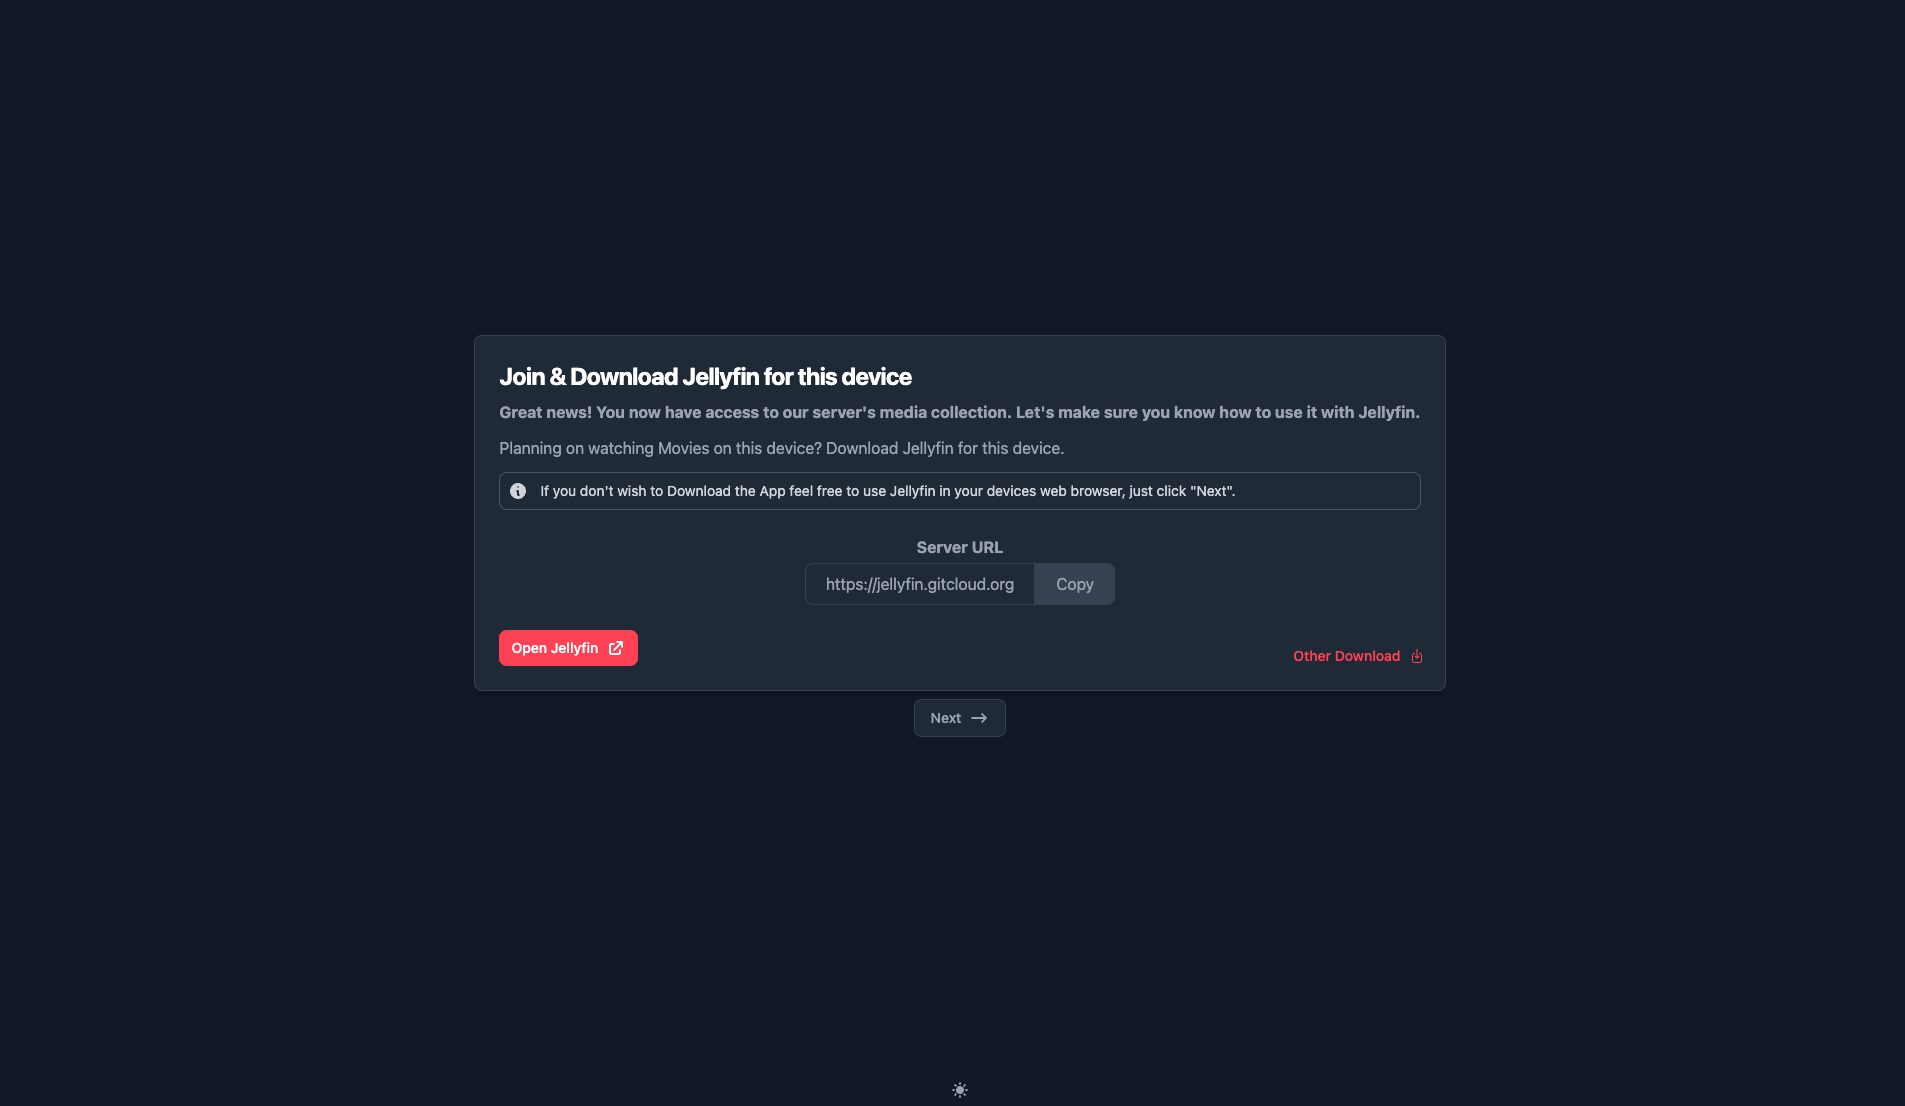 Join & Download Jellyfin for this device
Great news! You now have access to our server's media collection. Let's make sure you know how to use it with Jellyfin.
Planning on watching Movies on this device? Download Jellyfin for this device.
If you don't wish to Download the App feel free to use Jellyfin in your devices web browser, just click "Next".
Server URL
https://jellyfin.gitcloud.org Copy
Open Jellyfin
Other Download
Next